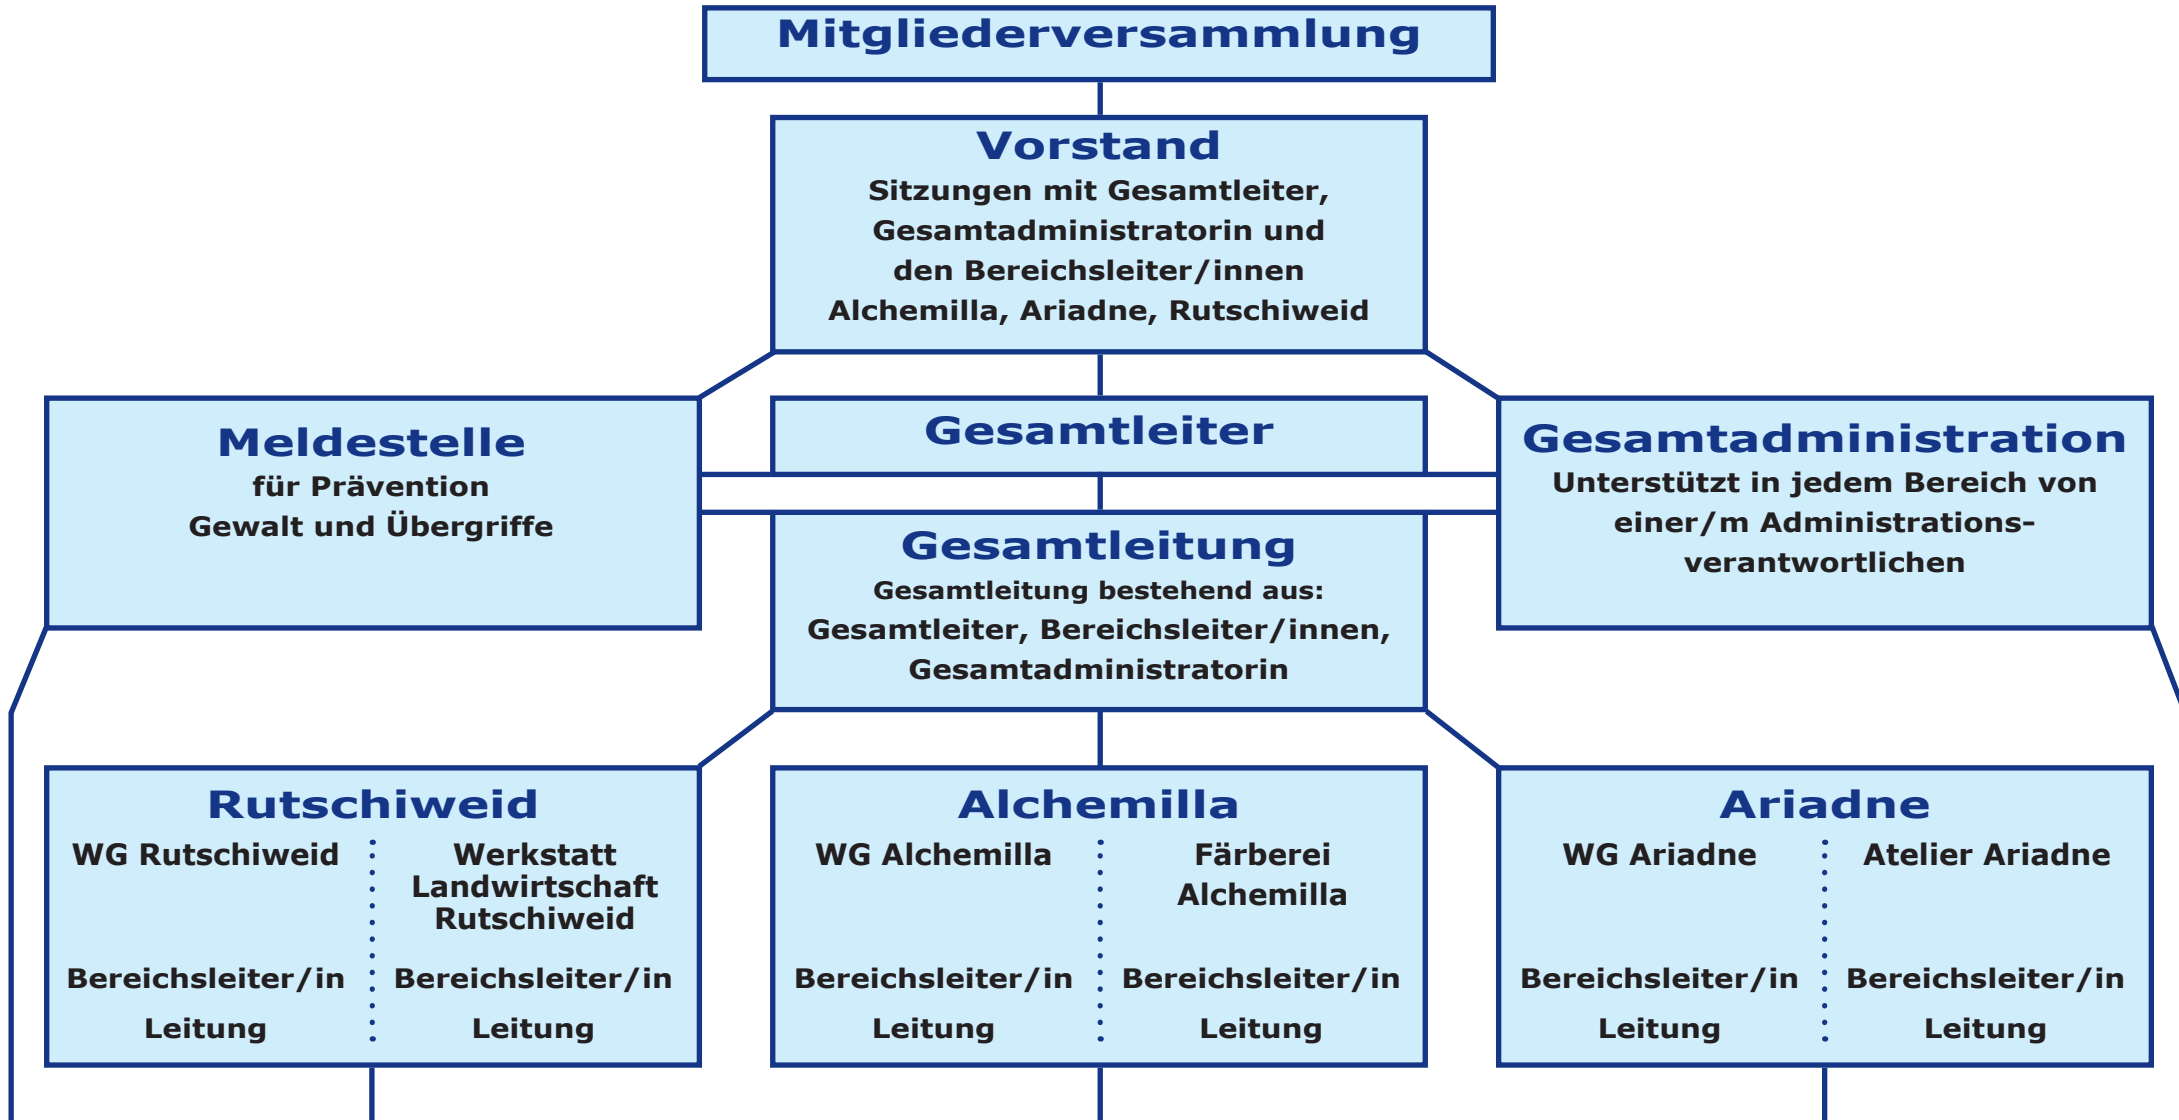 Mitgliederversammlung
Vorstand
Sitzungen mit Gesamtleiter,
Gesamtadministratorin und
den Bereichsleiter/innen
Alchemilla, Ariadne, Rutschiweid
Meldestelle
für Prävention
Gewalt und Übergriffe
Gesamtleiter
Gesamtadministration
Unterstützt in jedem Bereich von
einer/m Administrations-
verantwortlichen
Gesamtleitung
Gesamtleitung bestehend aus:
Gesamtleiter, Bereichsleiter/innen,
Gesamtadministratorin
Rutschiweid
WG Rutschiweid
Bereichsleiter/in
Leitung
Werkstatt
Landwirtschaft
Rutschiweid
Bereichsleiter/in
Leitung
Alchemilla
WG Alchemilla
Bereichsleiter/in
Leitung
Färberei
Alchemilla
Bereichsleiter/in
Leitung
Ariadne
WG Ariadne
Bereichsleiter/in
Leitung
Atelier Ariadne
Bereichsleiter/in
Leitung